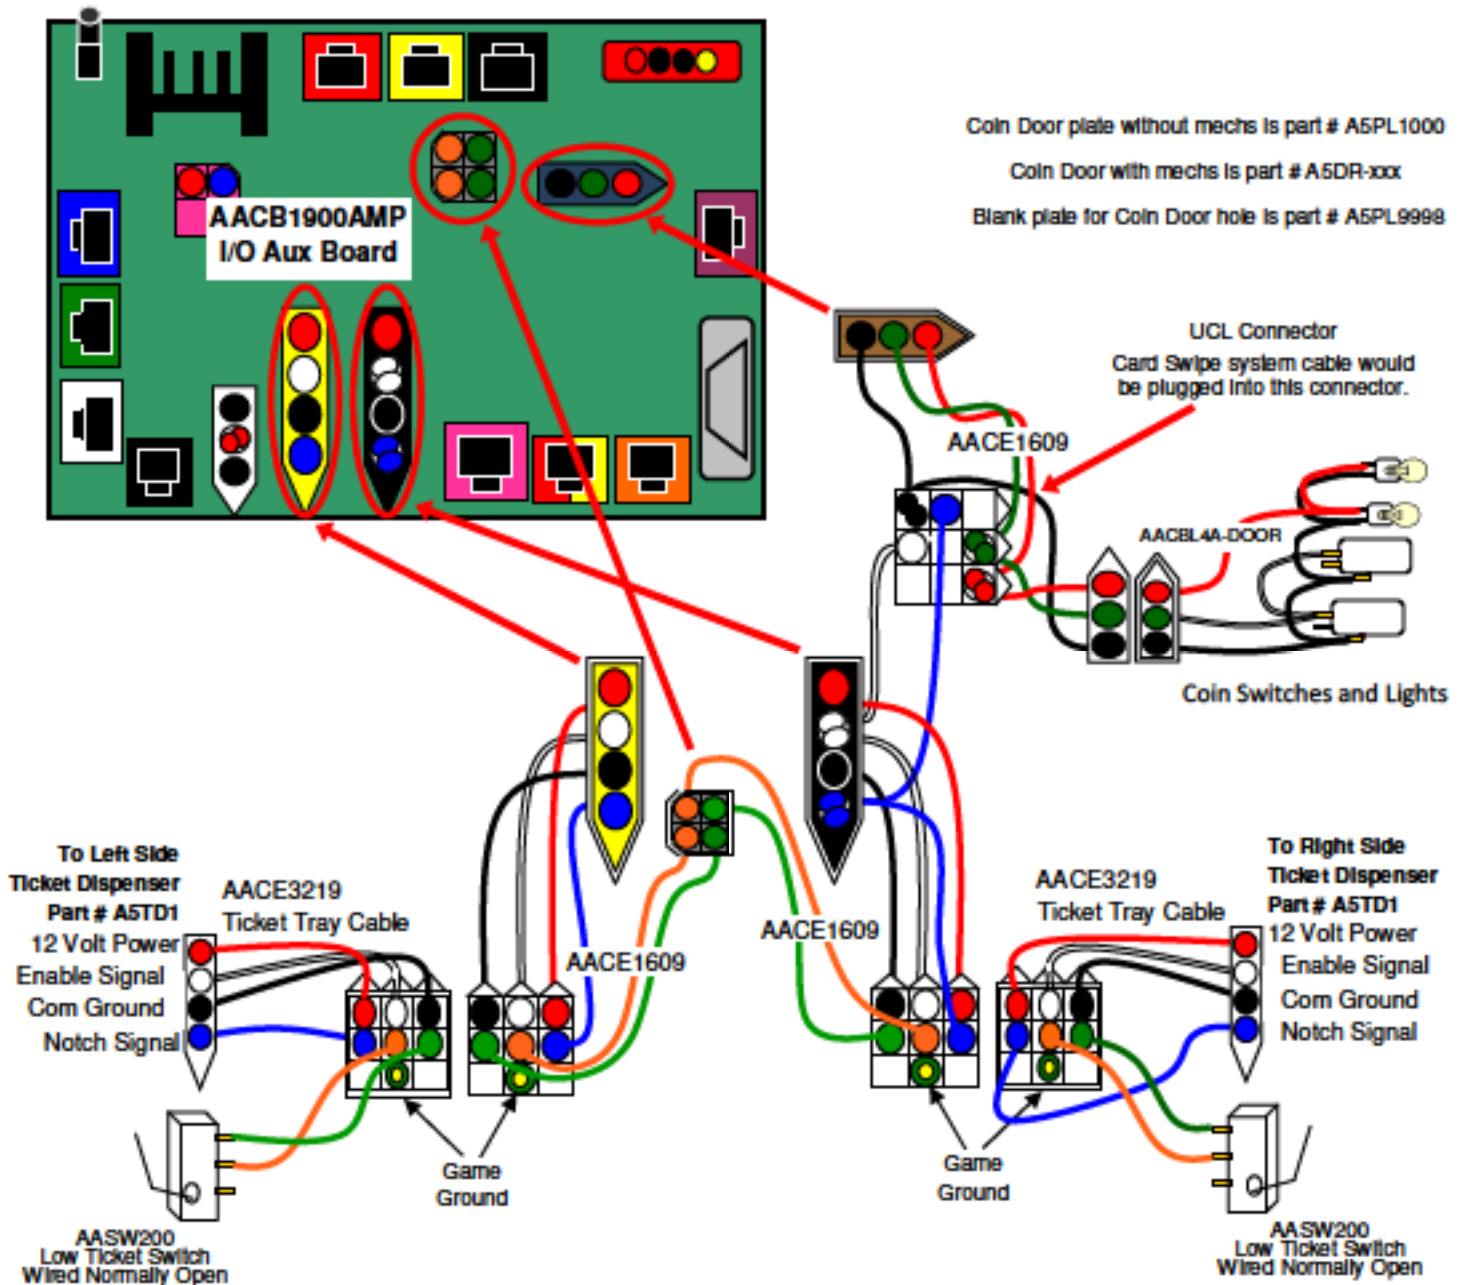 Coin Door plate without mechs is part # A5PL1000
Coin Door with mechs is part # A5DR-xxx
Blank plate for Coin Door hole is part # A5PL9998
AACB1900AMP
I/O Aux Board
UCL Connector
Card Swipe system cable would
be plugged into this connector.
AACE1609
AACBL4A-DOOR
Coin Switches and Lights
To Left Side
Ticket Dispenser
Part # A5TD1
12 Volt Power
Enable Signal
Com Ground
Notch Signal
AACE3219
Ticket Tray Cable
AACE1609
AACE1609
AACE3219
Ticket Tray Cable
To Right Side
Ticket Dispenser
Part # A5TD1
12 Volt Power
Enable Signal
Com Ground
Notch Signal
Game
Ground
Game
Ground
AASW200
Low Ticket Switch
Wired Normally Open
AASW200
Low Ticket Switch
Wired Normally Open